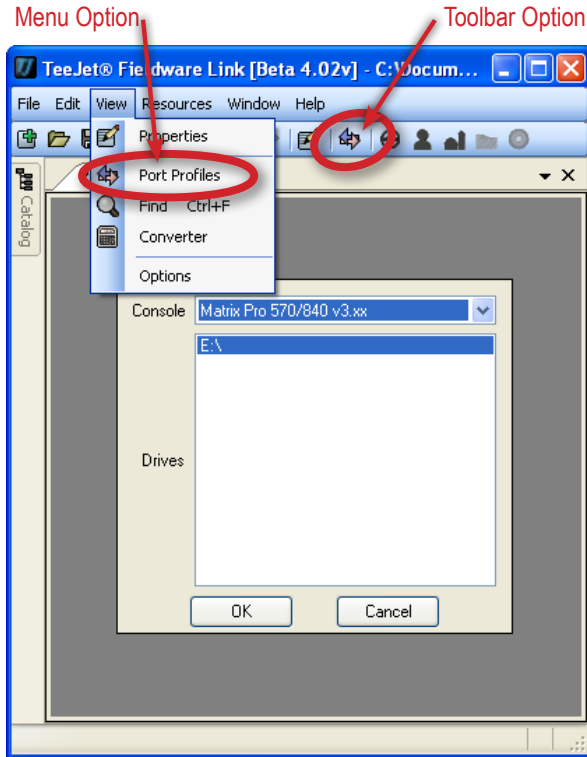 Menu Option Toolbar Option
TeeJet® Fieldware Link [Beta 4.02v] - C:\Docum...
File Edit View Resources Window Help
Properties
Port Profiles
Find Ctrl+F
Converter
Options
Catalog
Console Matrix Pro 570/840 v3.xx
E:\
Drives
OK Cancel